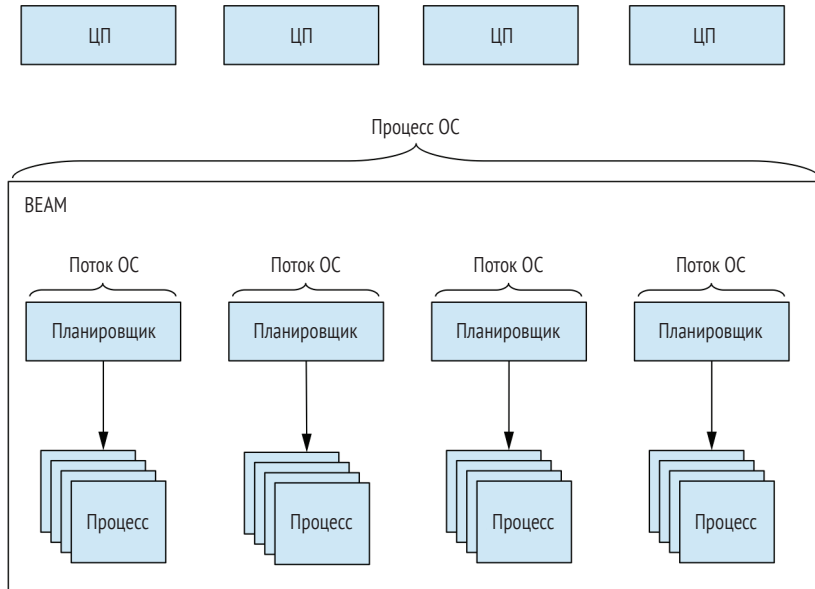 ЦП ЦП ЦП ЦП
Процесс ОС
BEAM
Поток ОС Поток ОС Поток ОС Поток ОС
Планировщик Планировщик Планировщик Планировщик
Процесс Процесс Процесс Процесс